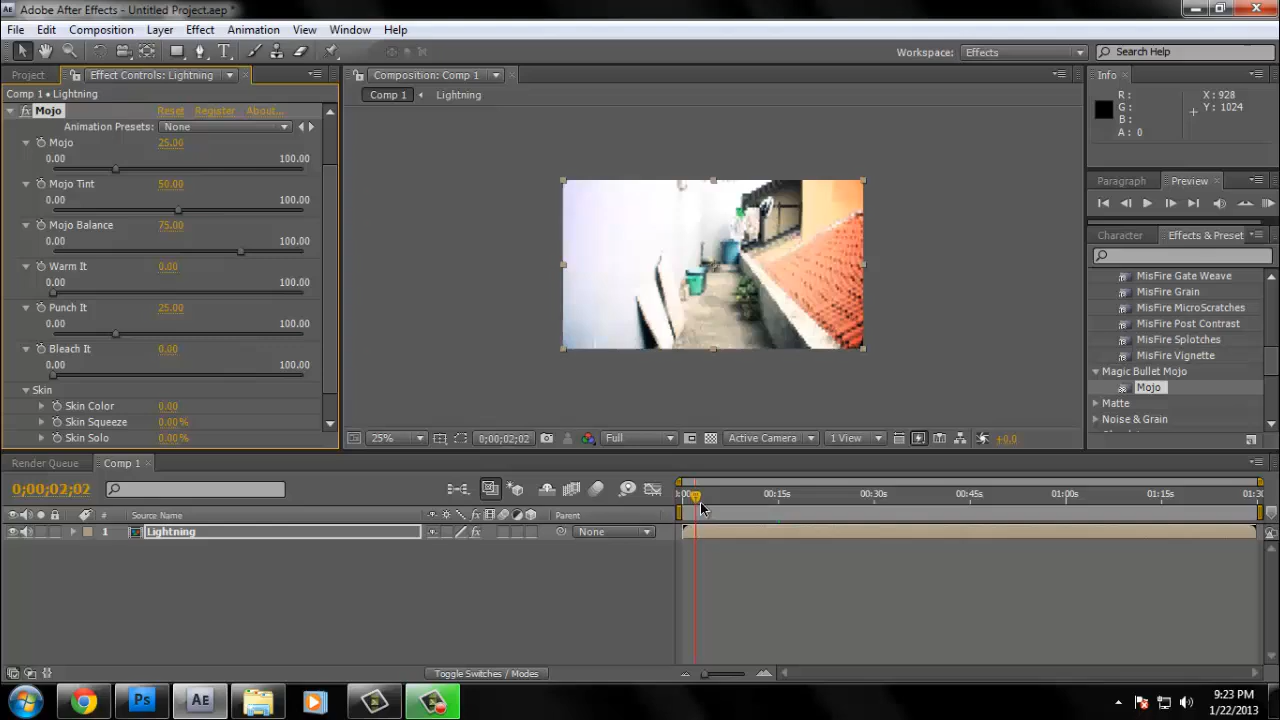 Adobe After Effects - Untitled Project.aep *
File Edit Composition Layer Effect Animation View Window Help
Workspace: Effects Search Help
Project Effect Controls: Lightning
Comp 1 • Lightning
Mojo Reset Register About...
Animation Presets: None
Mojo 25.00
0.00 100.00
Mojo Tint 50.00
0.00 100.00
Mojo Balance 75.00
0.00 100.00
Warm It 0.00
0.00 100.00
Punch It 25.00
0.00 100.00
Bleach It 0.00
0.00 100.00
Skin
Skin Color 0.00
Skin Squeeze 0.00%
Skin Solo 0.00%
Composition: Comp 1
Comp 1 Lightning
25% 0;00;02;02 Full Active Camera 1 View +0.0
Info
R : X : 928
G : Y : 1024
B :
A : 0
Paragraph Preview
Character Effects & Preset
MisFire Gate Weave
MisFire Grain
MisFire MicroScratches
MisFire Post Contrast
MisFire Splotches
MisFire Vignette
Magic Bullet Mojo
Mojo
Matte
Noise & Grain
Render Queue Comp 1
0;00;02;02
:00s 00:15s 00:30s 00:45s 01:00s 01:15s 01:30
# Source Name Parent
1 Lightning None
Toggle Switches / Modes
Ps AE
9:23 PM
1/22/2013